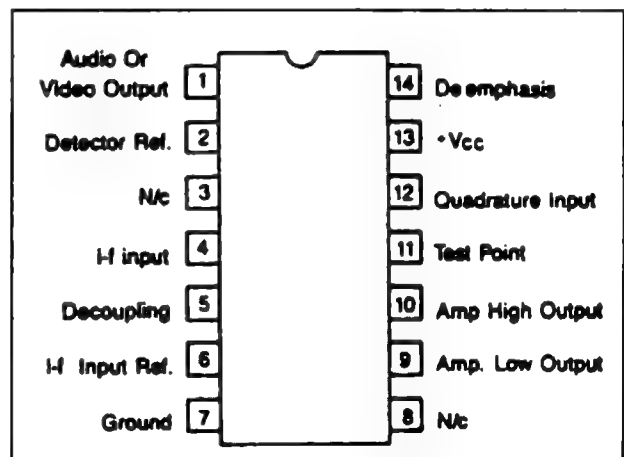 Audio Or
Video Output 1
14 De emphasis
Detector Ref. 2
13 +Vcc
N/c 3
12 Quadrature Input
I-f input 4
11 Test Point
Decoupling 5
10 Amp High Output
I-f Input Ref. 6
9 Amp. Low Output
Ground 7
8 N/c